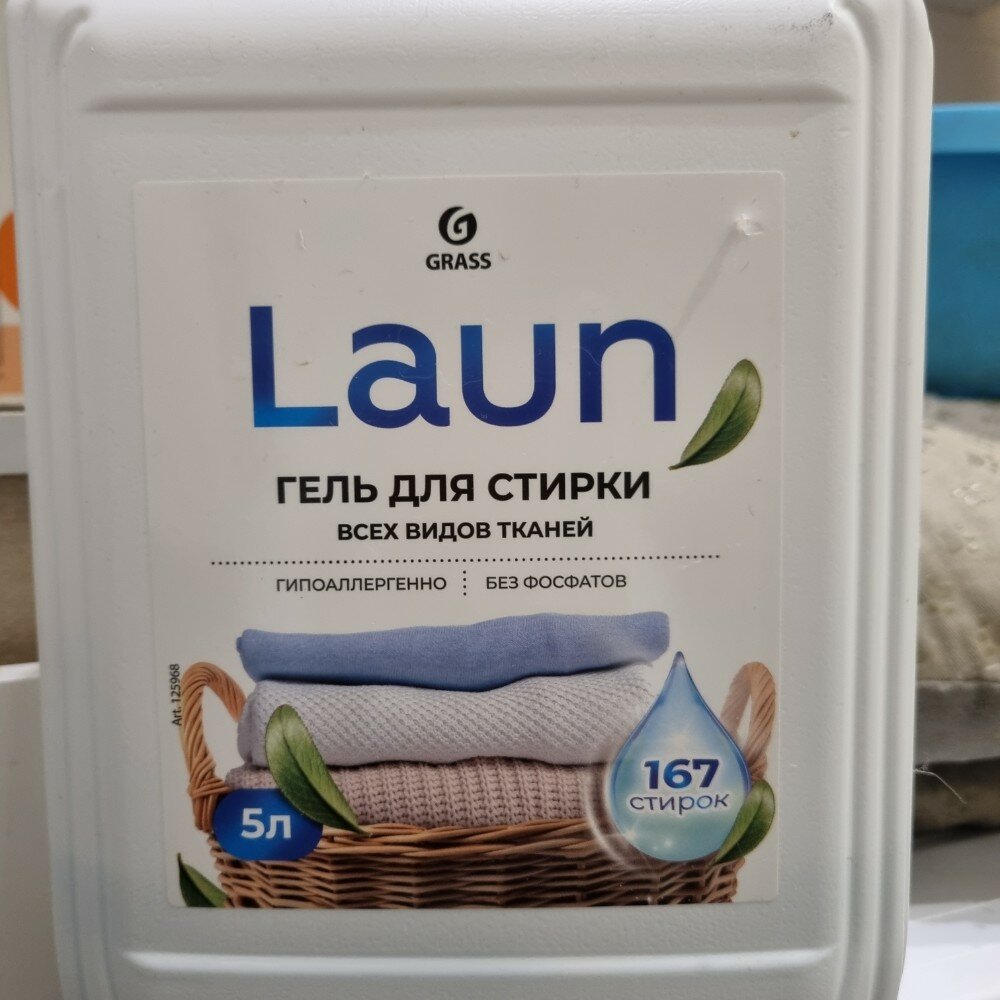 GRASS
Laun
ГЕЛЬ ДЛЯ СТИРКИ
ВСЕХ ВИДОВ ТКАНЕЙ
ГИПОАЛЛЕРГЕННО БЕЗ ФОСФАТОВ
Art. 125968
167
стирок
5л